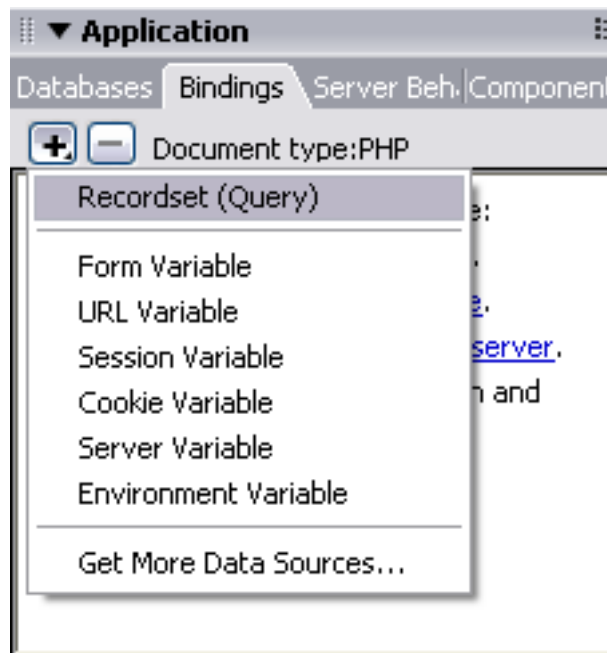 Application
Databases Bindings Server Beh. Component
Document type:PHP
Recordset (Query)
Form Variable
URL Variable
Session Variable
server.
Cookie Variable
and
Server Variable
Environment Variable
Get More Data Sources...